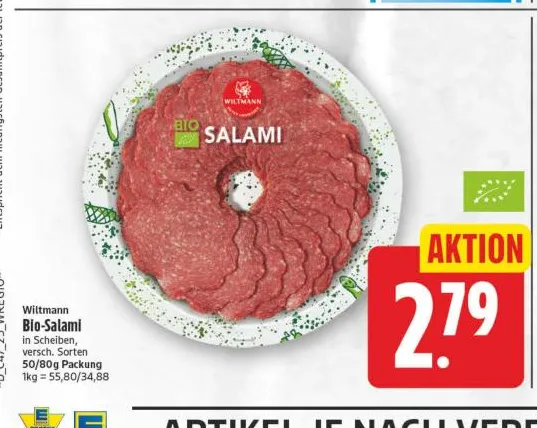 WILTMANN
BIO
SALAMI
AKTION
2.79
Wiltmann
Bio-Salami
in Scheiben,
versch. Sorten
50/80g Packung
1kg = 55,80/34,88
E
E